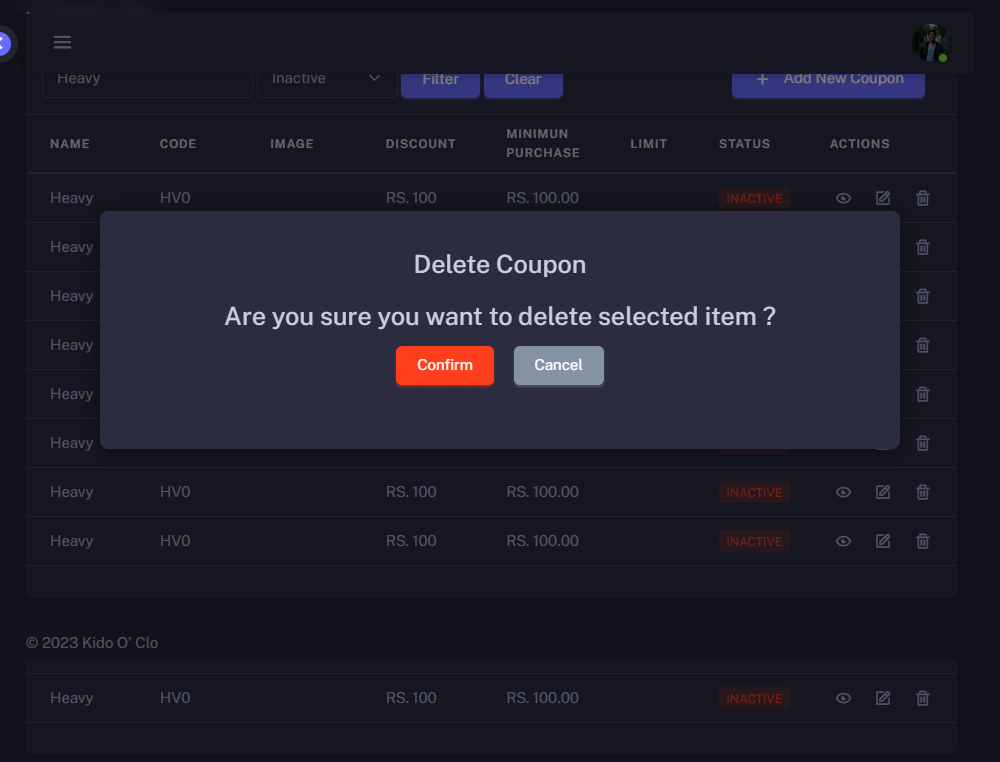 Heavy Inactive Filter Clear + Add New Coupon
NAME CODE IMAGE DISCOUNT MINIMUN PURCHASE LIMIT STATUS ACTIONS
Heavy HV0 RS. 100 RS. 100.00 INACTIVE
Heavy
Delete Coupon
Heavy
Are you sure you want to delete selected item ?
Heavy
Confirm Cancel
Heavy
Heavy
Heavy HV0 RS. 100 RS. 100.00 INACTIVE
Heavy HV0 RS. 100 RS. 100.00 INACTIVE
© 2023 Kido O' Clo
Heavy HV0 RS. 100 RS. 100.00 INACTIVE